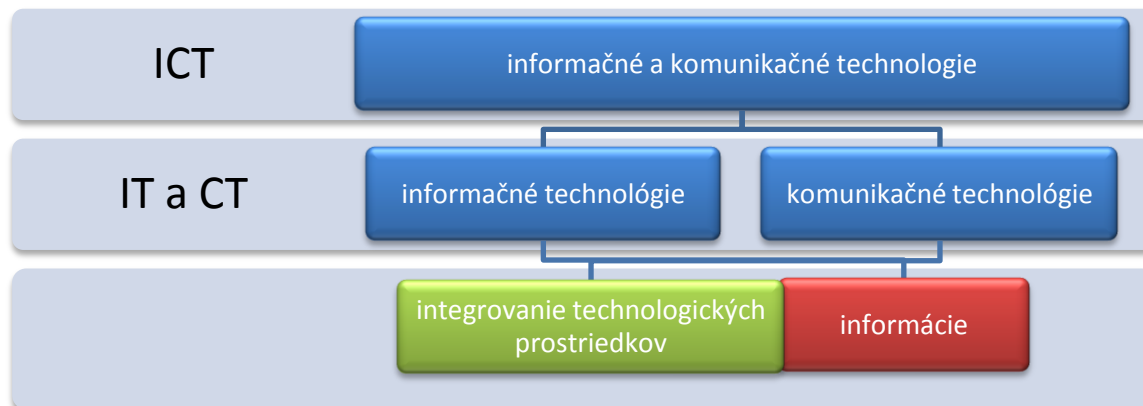 ICT
informačné a komunikačné technologie
IT a CT
informačné technológie
komunikačné technológie
integrovanie technologických
prostriedkov
informácie